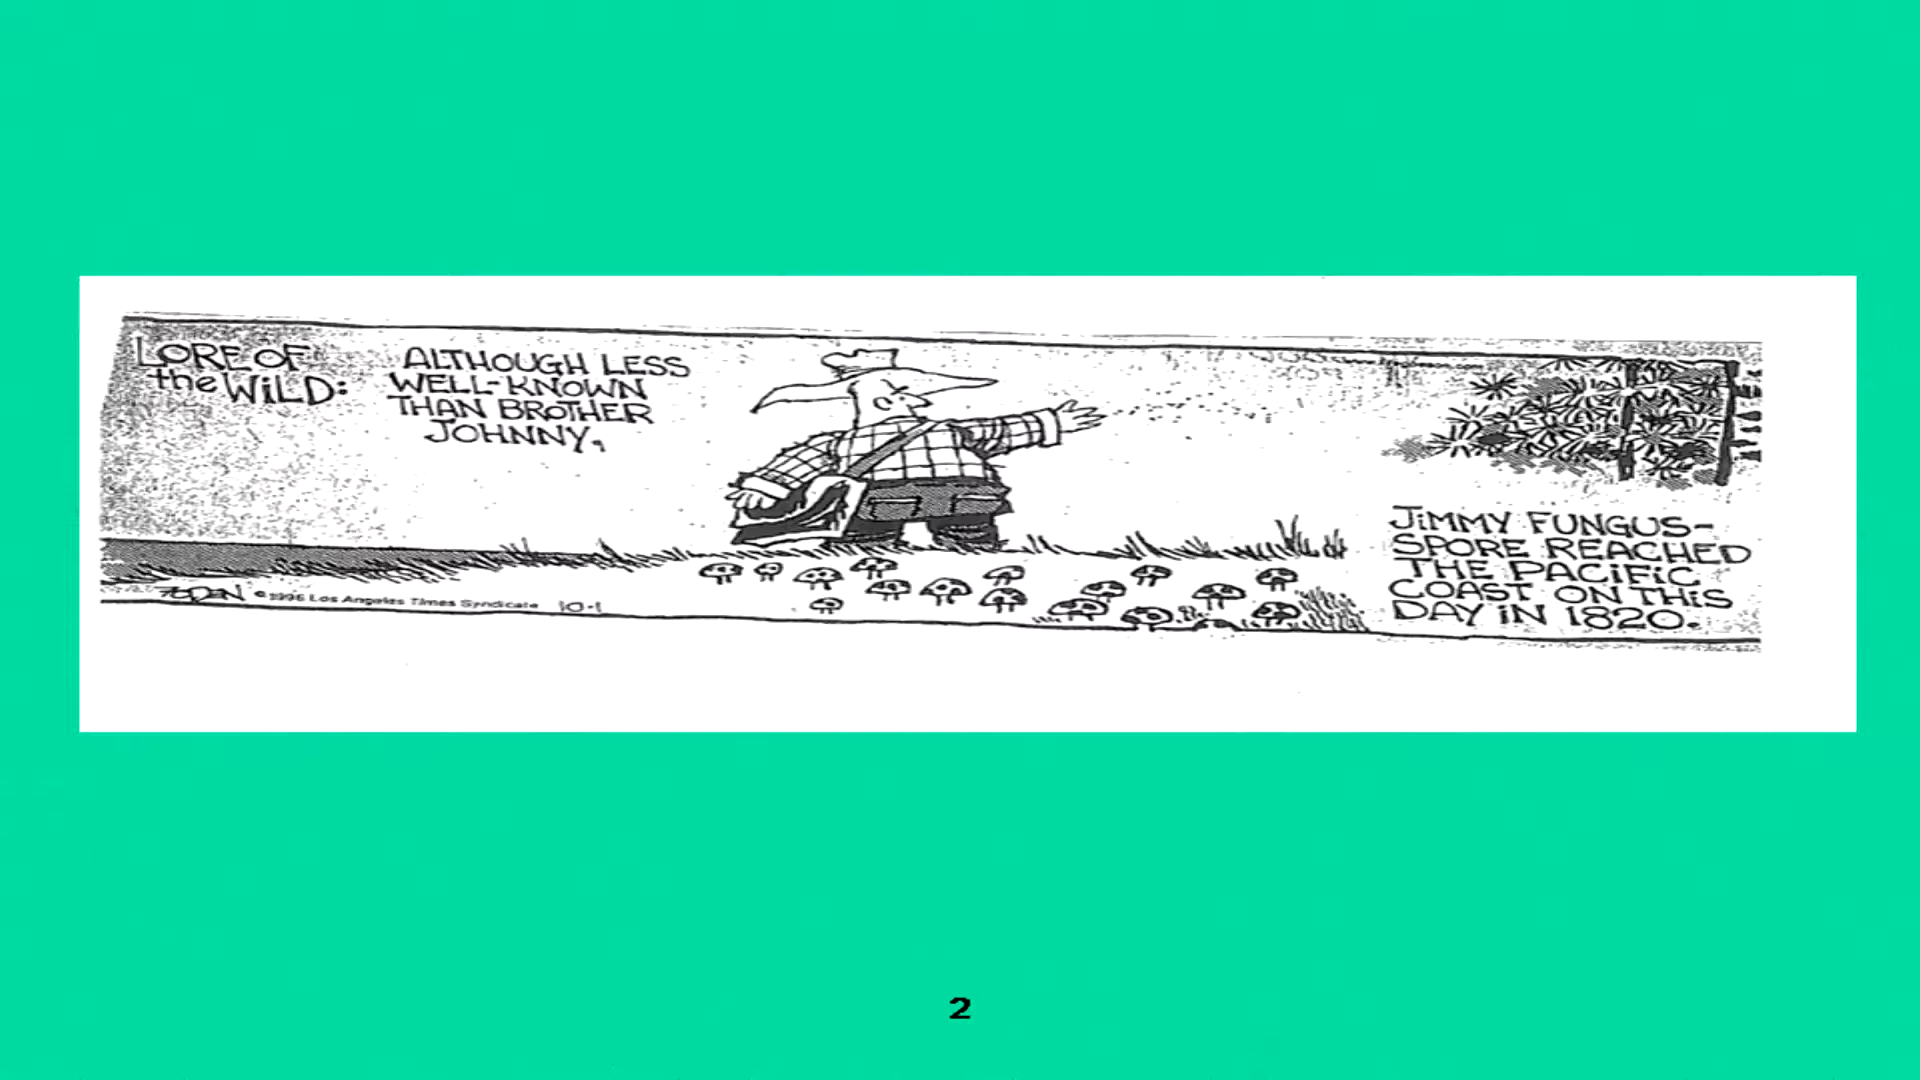 LORE OF
the WiLD:
ALTHOUGH LESS
WELL-KNOWN
THAN BROTHER
JOHNNY,
JiMMY FUNGUS-
SPORE REACHED
THE PACiFiC
COAST ON THiS
DAY iN 1820.
© 1996 Los Angeles Times Syndicate 10-1
2